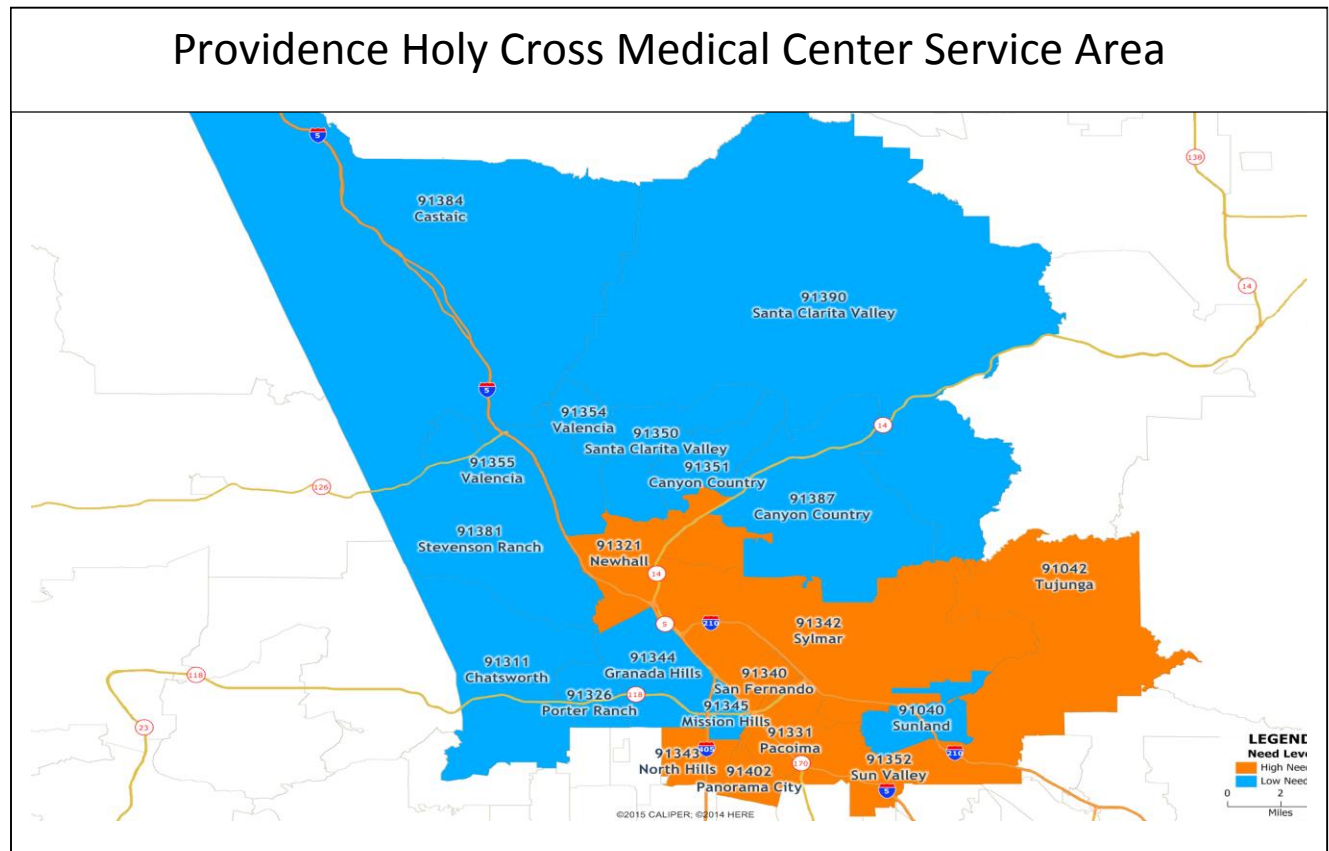 Providence Holy Cross Medical Center Service Area
5
138
91384
Castaic
14
91390
Santa Clarita Valley
5
91354
Valencia
91350
Santa Clarita Valley
14
91351
Canyon Country
91355
Valencia
126
91387
Canyon Country
91381
Stevenson Ranch
91321
Newhall
91042
Tujunga
14
5
210
91342
Sylmar
91311
Chatsworth
91344
Granada Hills
118
91340
San Fernando
91326
Porter Ranch
118
91345
Mission Hills
91040
Sunland
23
91331
Pacoima
405
210
91343
North Hills
170
91352
Sun Valley
91402
Panorama City
5
LEGEND
Need Leve
High Need
Low Need
0 2
Miles
©2015 CALIPER; ©2014 HERE